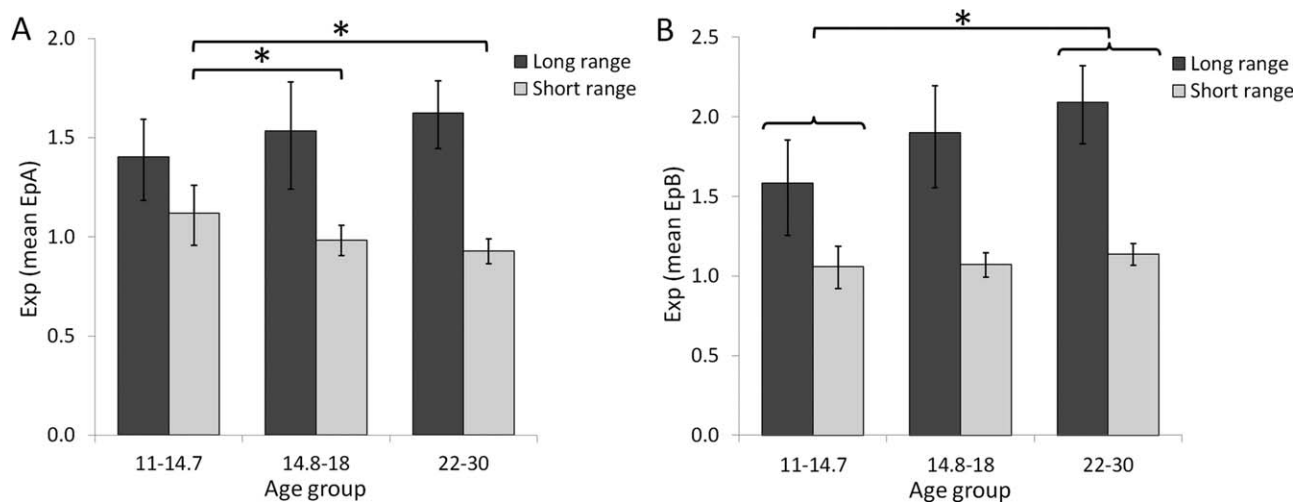 A
2.0
1.5
1.0
0.5
0.0
Exp (mean EpA)
*
*
Long range
Short range
11-14.7
14.8-18
22-30
Age group
B
2.5
2.0
1.5
1.0
0.5
0.0
Exp (mean EpB)
*
Long range
Short range
11-14.7
14.8-18
22-30
Age group